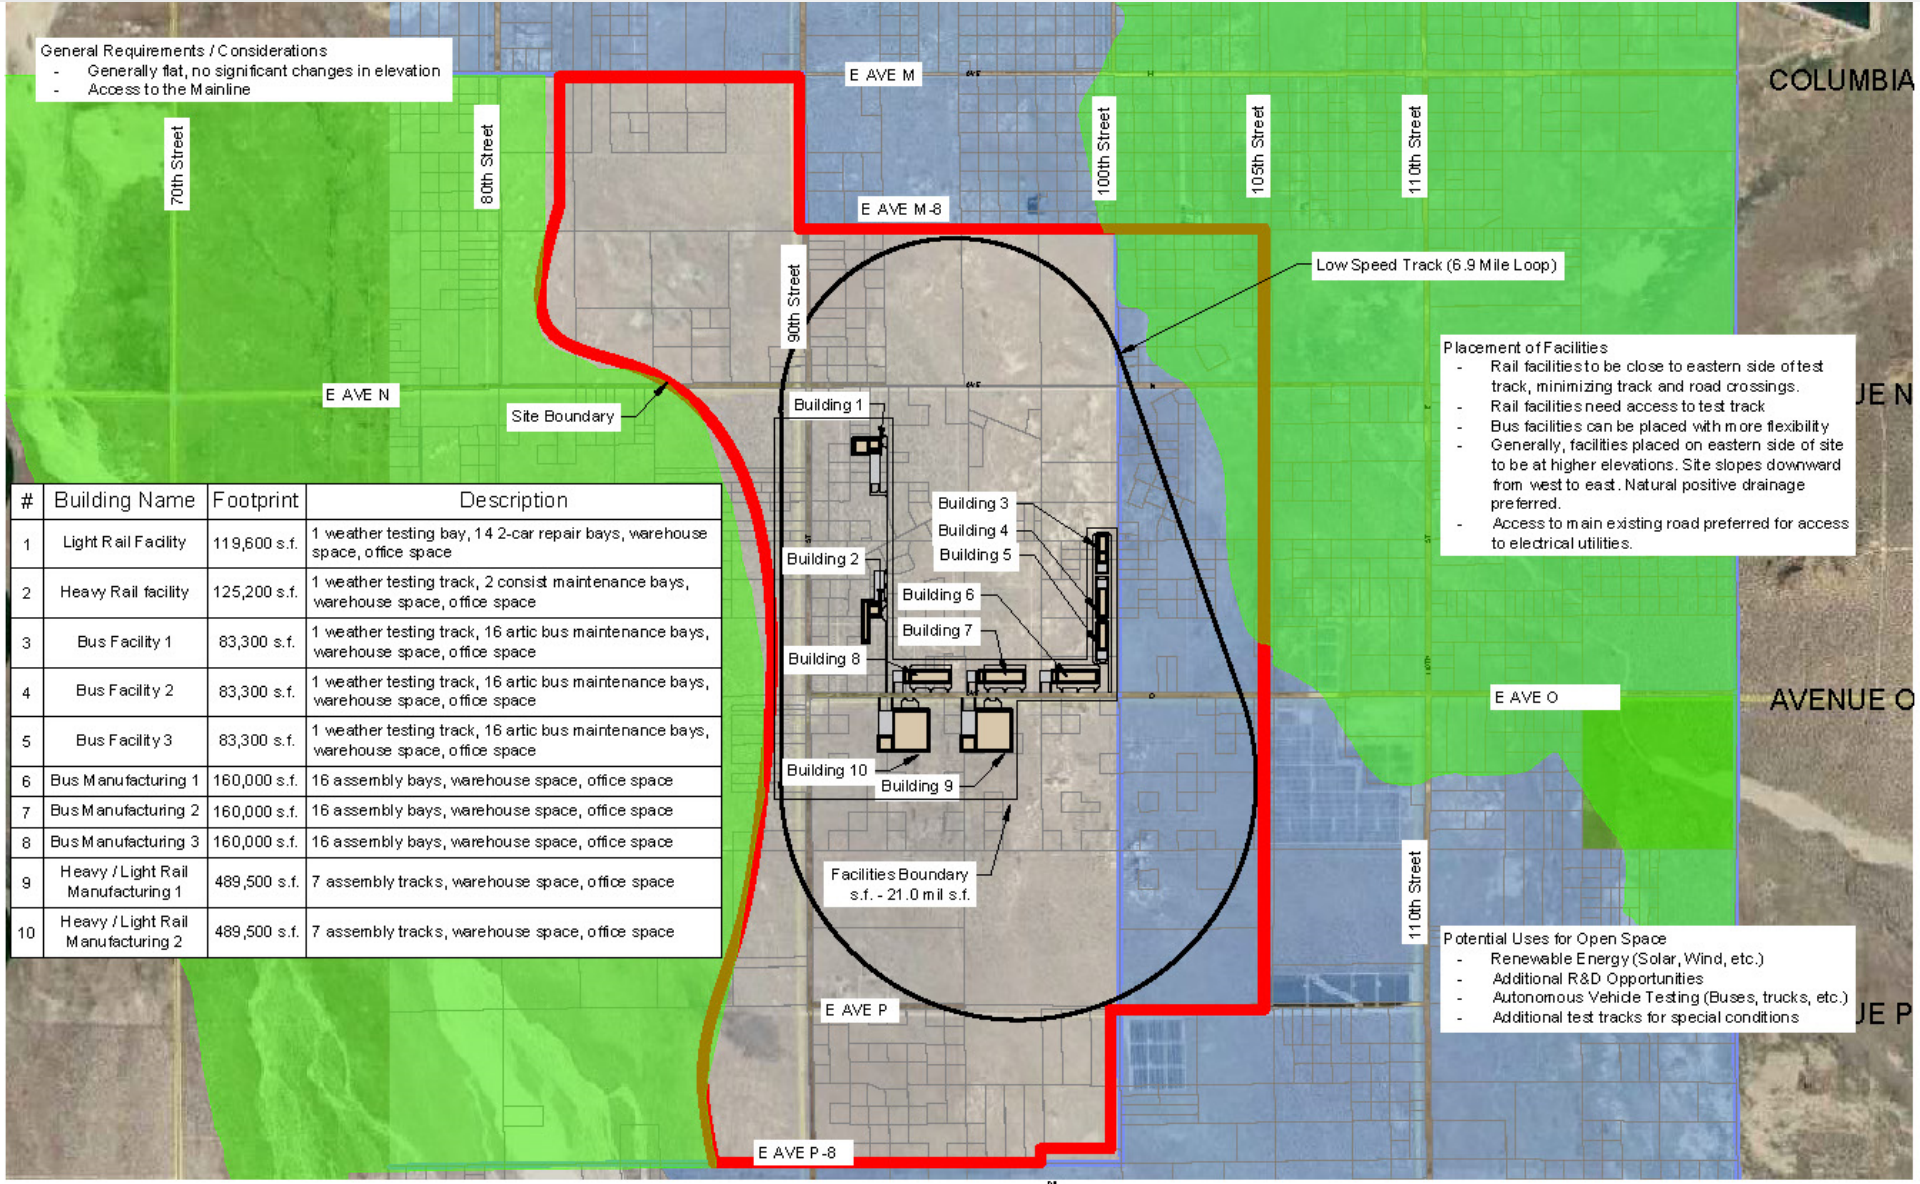 General Requirements / Considerations
- Generally flat, no significant changes in elevation
- Access to the Mainline
E AVE M
COLUMBIA
70th Street
80th Street
100th Street
105th Street
110th Street
E AVE M-8
90th Street
Low Speed Track (6.9 Mile Loop)
Placement of Facilities
- Rail facilities to be close to eastern side of test
track, minimizing track and road crossings.
- Rail facilities need access to test track
- Bus facilities can be placed with more flexibility
- Generally, facilities placed on eastern side of site
to be at higher elevations. Site slopes downward
from west to east. Natural positive drainage
preferred.
- Access to main existing road preferred for access
to electrical utilities.
E AVE N
UE N
Site Boundary
Building 1
Building 2
Building 3
Building 4
Building 5
Building 6
Building 7
Building 8
# Building Name Footprint Description
1 Light Rail Facility 119,600 s.f. 1 weather testing bay, 14 2-car repair bays, warehouse
space, office space
2 Heavy Rail facility 125,200 s.f. 1 weather testing track, 2 consist maintenance bays,
warehouse space, office space
3 Bus Facility 1 83,300 s.f. 1 weather testing track, 16 artic bus maintenance bays,
warehouse space, office space
4 Bus Facility 2 83,300 s.f. 1 weather testing track, 16 artic bus maintenance bays,
warehouse space, office space
5 Bus Facility 3 83,300 s.f. 1 weather testing track, 16 artic bus maintenance bays,
warehouse space, office space
6 Bus Manufacturing 1 160,000 s.f. 16 assembly bays, warehouse space, office space
7 Bus Manufacturing 2 160,000 s.f. 16 assembly bays, warehouse space, office space
8 Bus Manufacturing 3 160,000 s.f. 16 assembly bays, warehouse space, office space
9 Heavy / Light Rail
Manufacturing 1 489,500 s.f. 7 assembly tracks, warehouse space, office space
10 Heavy / Light Rail
Manufacturing 2 489,500 s.f. 7 assembly tracks, warehouse space, office space
E AVE O
AVENUE O
Building 10
Building 9
Facilities Boundary
s.f. - 21.0 mil s.f.
110th Street
Potential Uses for Open Space
- Renewable Energy (Solar, Wind, etc.)
- Additional R&D Opportunities
- Autonomous Vehicle Testing (Buses, trucks, etc.)
- Additional test tracks for special conditions
E AVE P
UE P
E AVE P-8